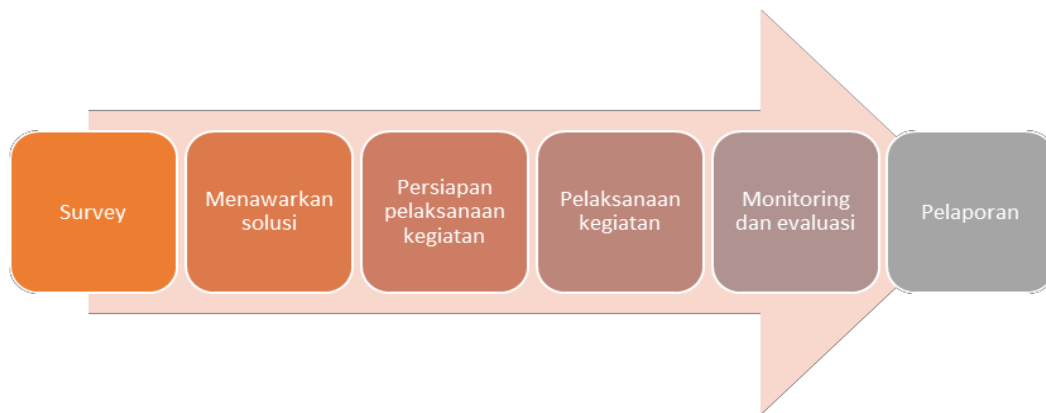 Survey
Menawarkan
solusi
Persiapan
pelaksanaan
kegiatan
Pelaksanaan
kegiatan
Monitoring
dan evaluasi
Pelaporan